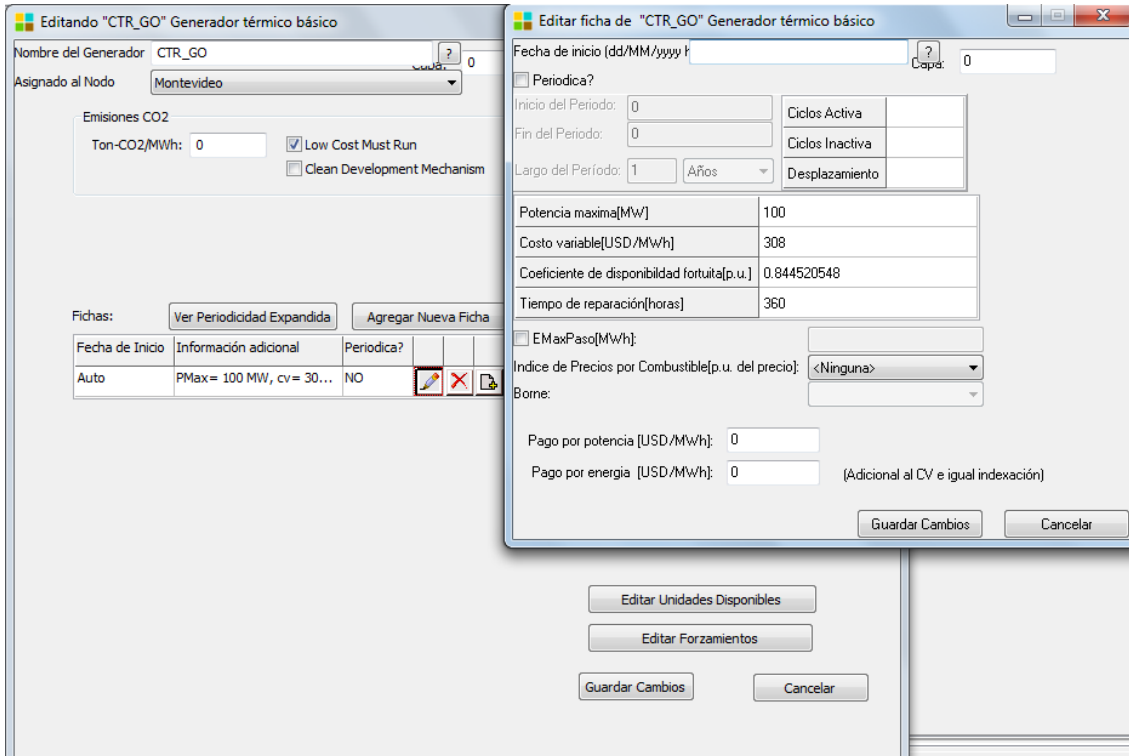 Editando "CTR_GO" Generador térmico básico
Nombre del Generador CTR_GO ? 0
Asignado al Nodo Montevideo
Emisiones CO2
Ton-CO2/MWh: 0 Low Cost Must Run
Clean Development Mechanism
Fichas: Ver Periodicidad Expandida Agregar Nueva Ficha
Fecha de Inicio Información adicional Periodica?
Auto PMax= 100 MW, cv= 30... NO
Editar Unidades Disponibles
Editar Forzamientos
Guardar Cambios Cancelar
Editar ficha de "CTR_GO" Generador térmico básico
Fecha de inicio (dd/MM/yyyy h ? Capa: 0
Periodica?
Inicio del Periodo: 0
Fin del Periodo: 0
Largo del Período: 1 Años
Ciclos Activa
Ciclos Inactiva
Desplazamiento
Potencia maxima[MW] 100
Costo variable[USD/MWh] 308
Coeficiente de disponibildad fortuita[p.u.] 0.844520548
Tiempo de reparación[horas] 360
EMaxPaso[MWh]:
Indice de Precios por Combustible[p.u. del precio]: <Ninguna>
Borne:
Pago por potencia [USD/MWh]: 0
Pago por energia [USD/MWh]: 0 (Adicional al CV e igual indexación)
Guardar Cambios Cancelar